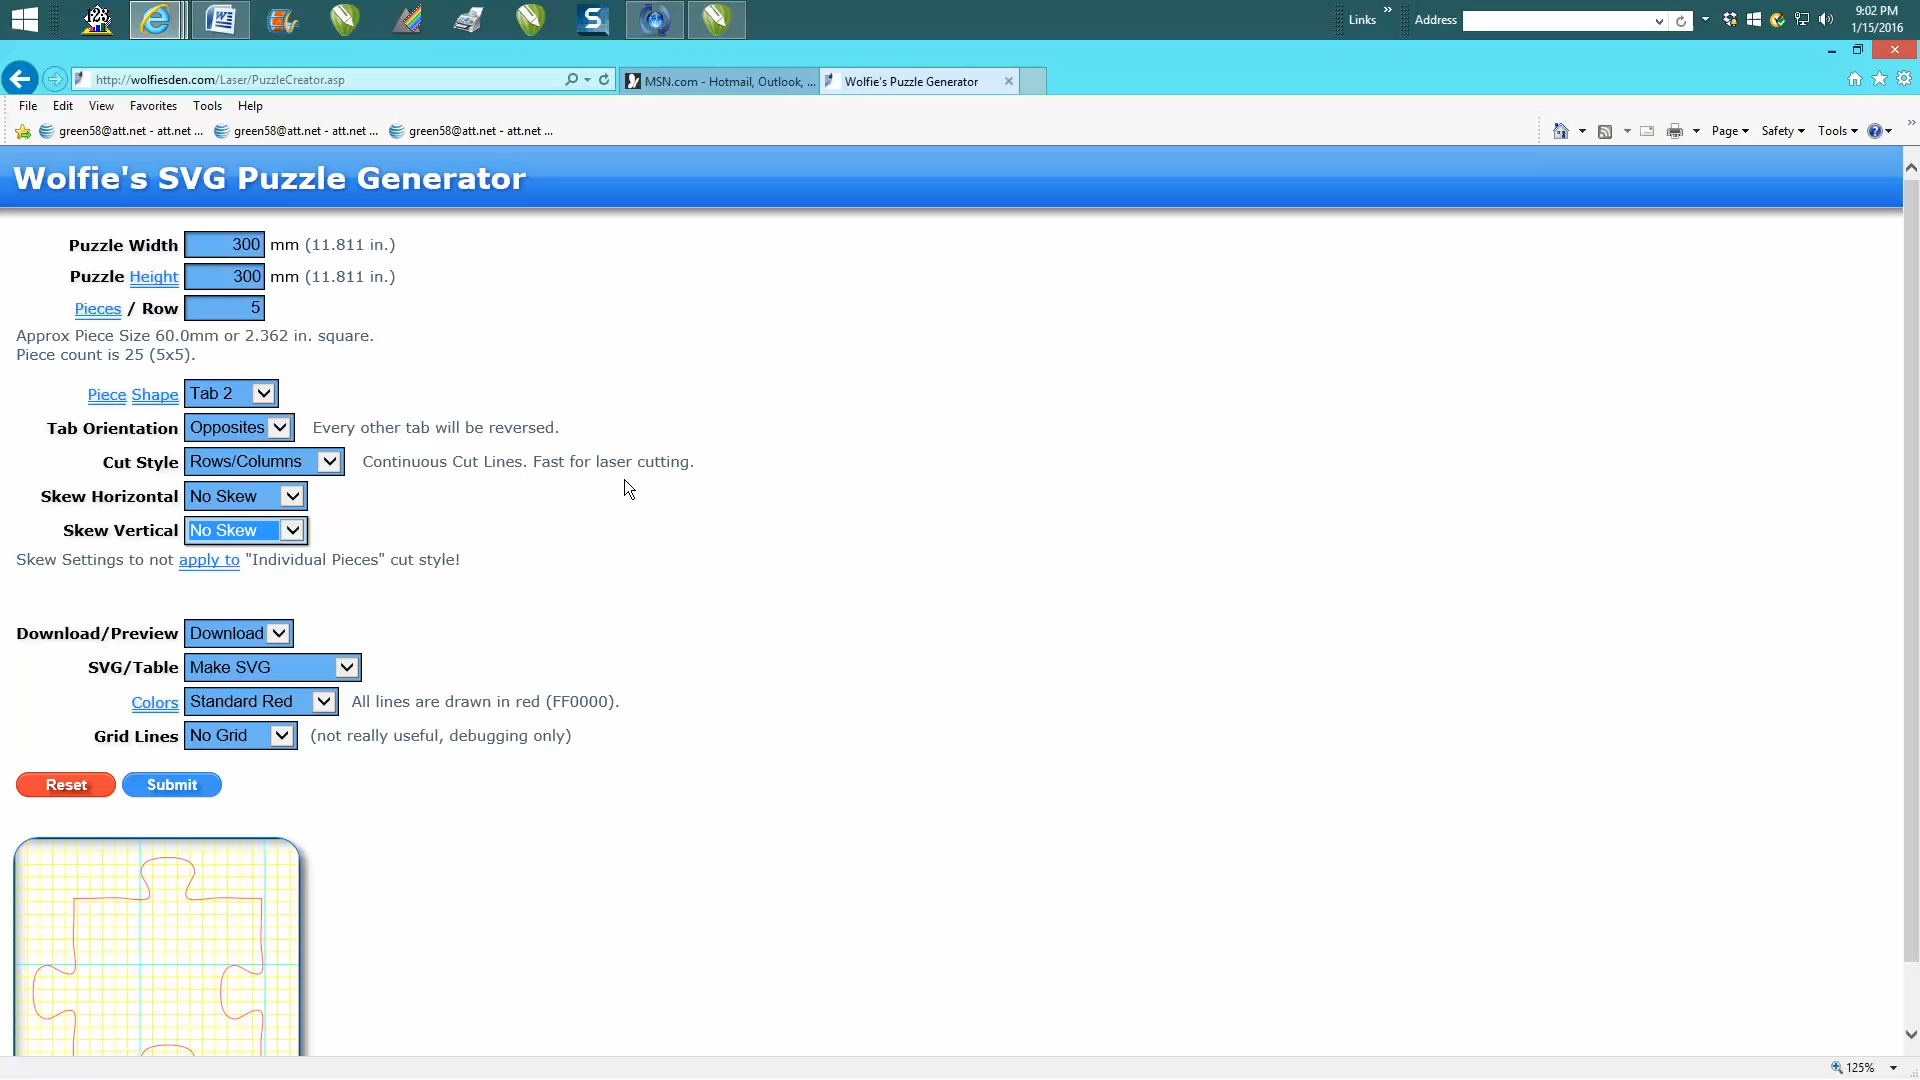 123
Links
»
Address
9:02 PM
1/15/2016
http://wolfiesden.com/Laser/PuzzleCreator.asp
MSN.com - Hotmail, Outlook, ...
Wolfie's Puzzle Generator
File Edit View Favorites Tools Help
green58@att.net - att.net ...
green58@att.net - att.net ...
green58@att.net - att.net ...
Page
Safety
Tools
»
Wolfie's SVG Puzzle Generator
Puzzle Width 300 mm (11.811 in.)
Puzzle Height 300 mm (11.811 in.)
Pieces / Row 5
Approx Piece Size 60.0mm or 2.362 in. square.
Piece count is 25 (5x5).
Piece Shape Tab 2
Tab Orientation Opposites Every other tab will be reversed.
Cut Style Rows/Columns Continuous Cut Lines. Fast for laser cutting.
Skew Horizontal No Skew
Skew Vertical No Skew
Skew Settings to not apply to "Individual Pieces" cut style!
Download/Preview Download
SVG/Table Make SVG
Colors Standard Red All lines are drawn in red (FF0000).
Grid Lines No Grid (not really useful, debugging only)
Reset Submit
125%